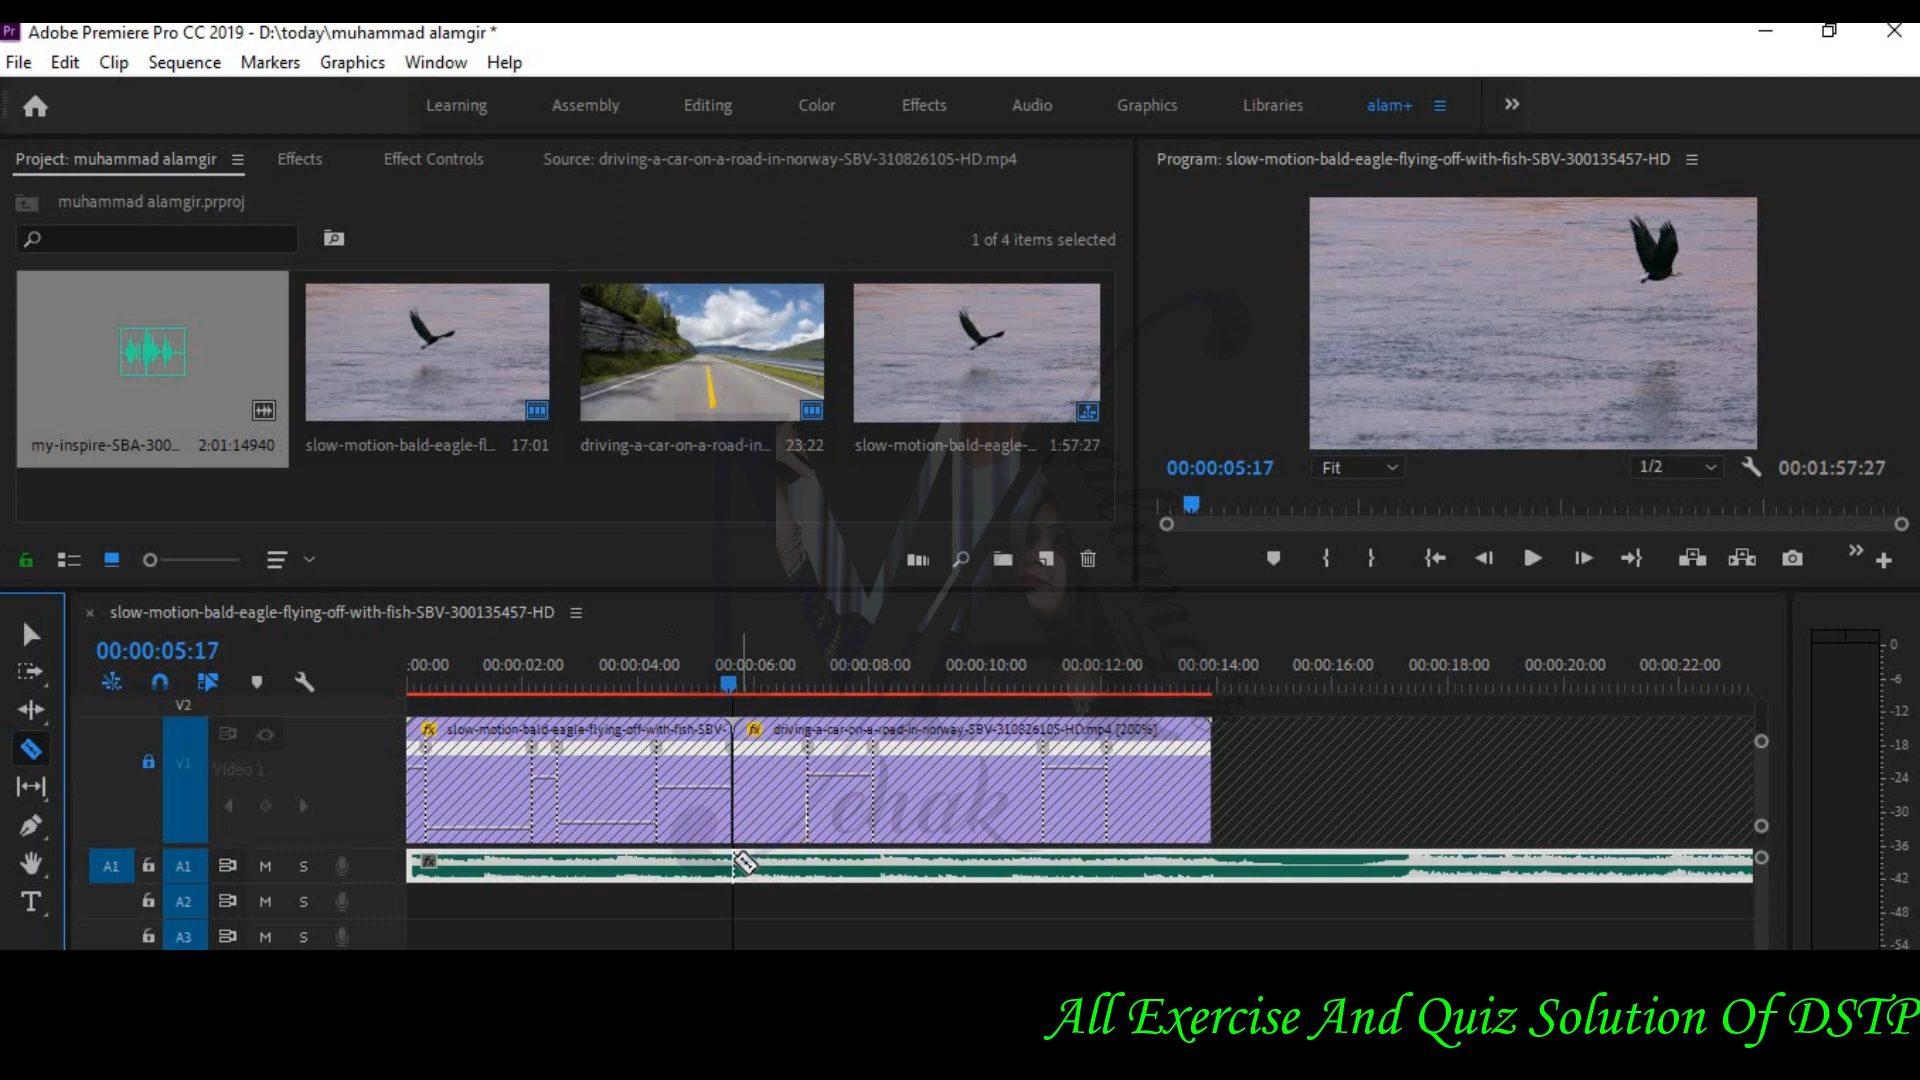 Pr Adobe Premiere Pro CC 2019 - D:\today\muhammad alamgir *
File Edit Clip Sequence Markers Graphics Window Help
Learning Assembly Editing Color Effects Audio Graphics Libraries alam+
Project: muhammad alamgir Effects Effect Controls Source: driving-a-car-on-a-road-in-norway-SBV-310826105-HD.mp4
Program: slow-motion-bald-eagle-flying-off-with-fish-SBV-300135457-HD
muhammad alamgir.prproj
1 of 4 items selected
my-inspire-SBA-300... 2:01:14940
slow-motion-bald-eagle-fl... 17:01
driving-a-car-on-a-road-in... 23:22
slow-motion-bald-eagle-... 1:57:27
00:00:05:17 Fit 1/2 00:01:57:27
slow-motion-bald-eagle-flying-off-with-fish-SBV-300135457-HD
00:00:05:17
:00:00 00:00:02:00 00:00:04:00 00:00:06:00 00:00:08:00 00:00:10:00 00:00:12:00 00:00:14:00 00:00:16:00 00:00:18:00 00:00:20:00 00:00:22:00
V2
fx slow-motion-bald-eagle-flying-off-with-fish-SBV- fx driving-a-car-on-a-road-in-norway-SBV-310826105-HD.mp4 [200%]
V1 Video 1
A1 A1 M S fx
A2 M S
A3 M S
0
-6
-12
-18
-24
-30
-36
-42
-48
-54
chak
All Exercise And Quiz Solution Of DSTP